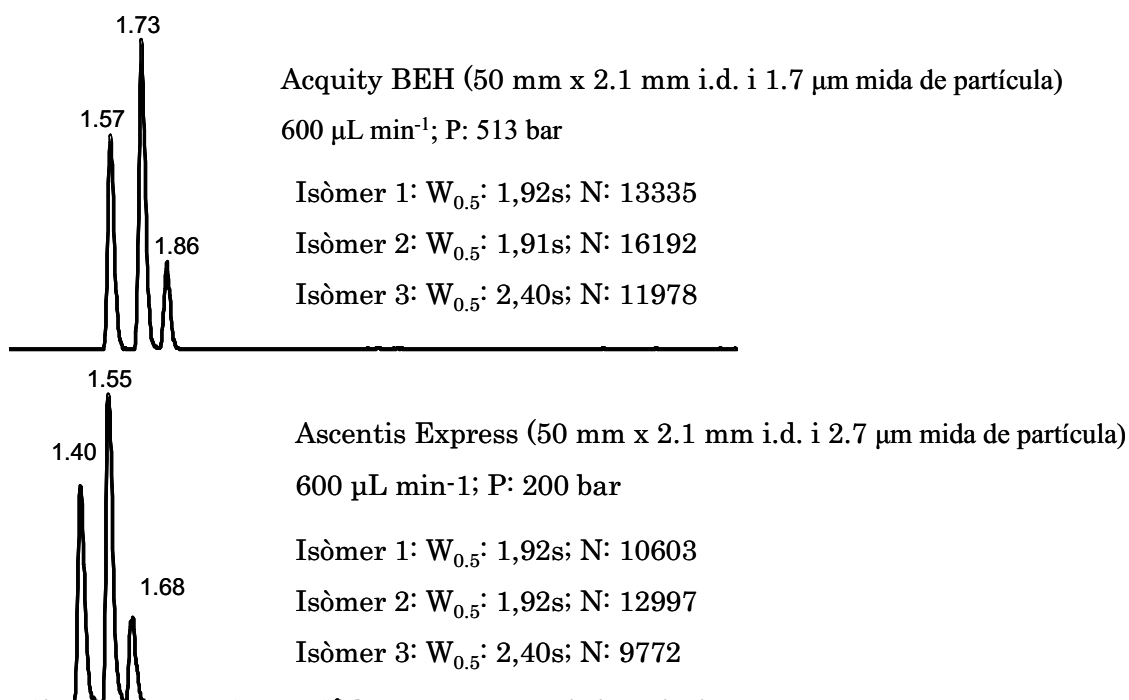 1.73
1.57
1.86
Acquity BEH (50 mm x 2.1 mm i.d. i 1.7 μm mida de partícula)
600 μL min-1; P: 513 bar
Isòmer 1: W0.5: 1,92s; N: 13335
Isòmer 2: W0.5: 1,91s; N: 16192
Isòmer 3: W0.5: 2,40s; N: 11978
1.55
1.40
1.68
Ascentis Express (50 mm x 2.1 mm i.d. i 2.7 μm mida de partícula)
600 µL min-1; P: 200 bar
Isòmer 1: W0.5: 1,92s; N: 10603
Isòmer 2: W0.5: 1,92s; N: 12997
Isòmer 3: W0.5: 2,40s; N: 9772